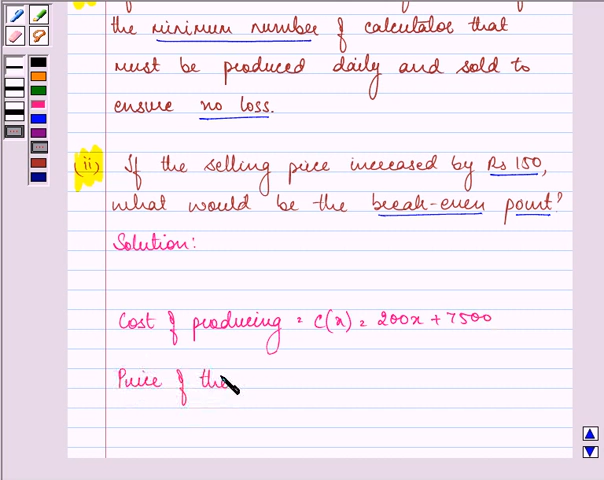 the minimum number of calculator that
must be produced daily and sold to
ensure no loss.
(ii) If the selling price increased by Rs 150,
what would be the break-even point?
Solution:
Cost of producing = C(x) = 200x + 7500
Price of the